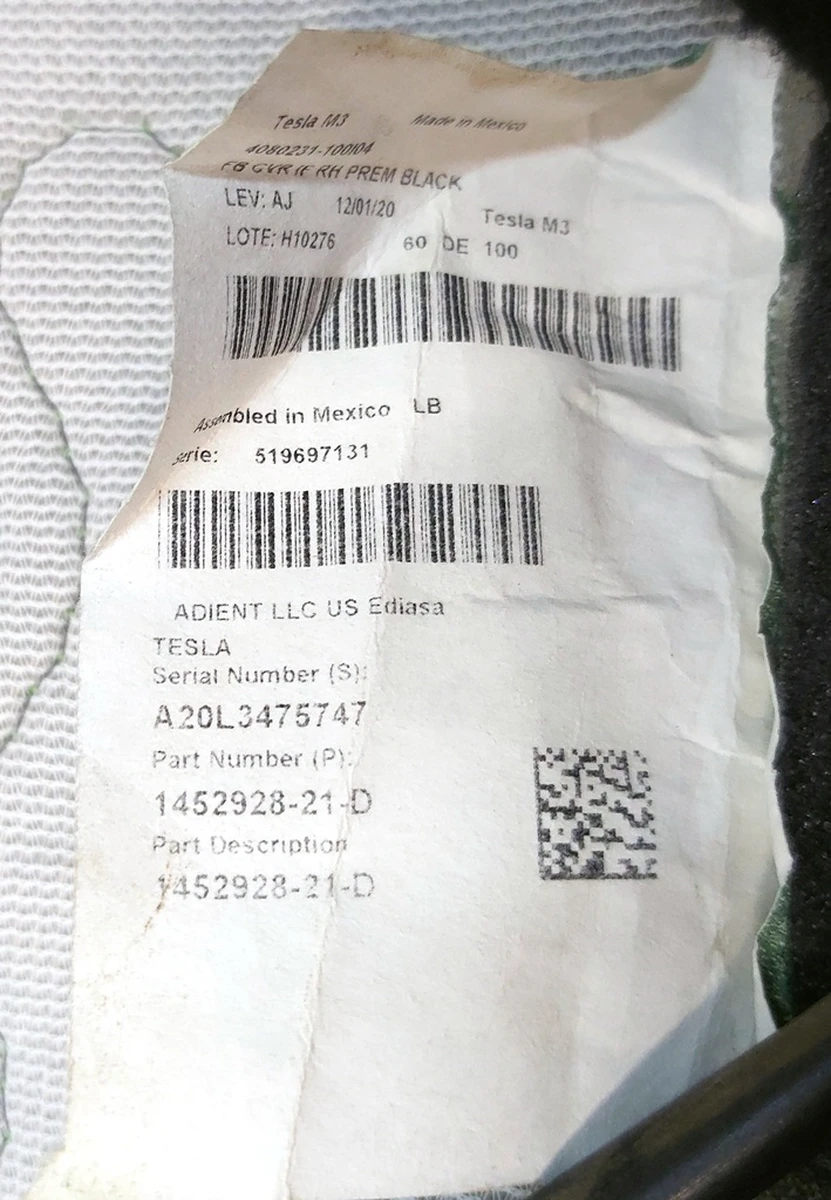 Tesla M3 Made in Mexico
4080231-100I04
FB CVR IF RH PREM BLACK
LEV: AJ 12/01/20 Tesla M3
LOTE: H10276 60 DE 100
Assembled in Mexico LB
erie: 519697131
ADIENT LLC US Ediasa
TESLA
Serial Number (S):
A20L3475747
Part Number (P):
1452928-21-D
Part Description
1452928-21-D